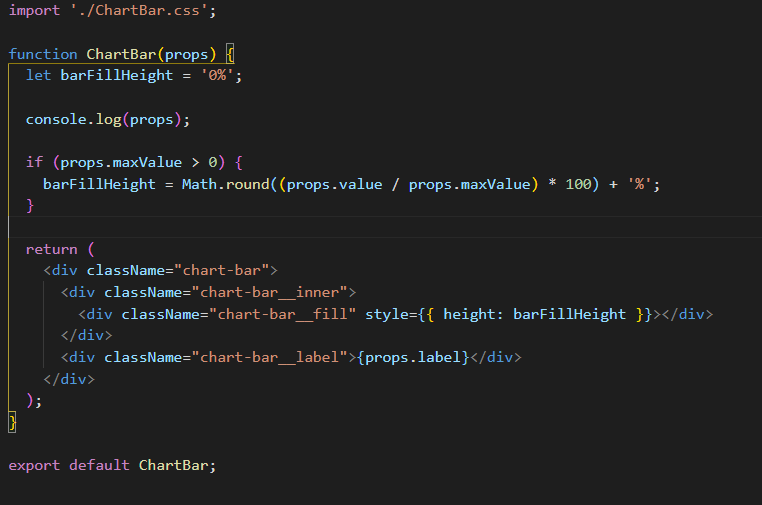 import './ChartBar.css';
function ChartBar(props) {
  let barFillHeight = '0%';
  console.log(props);
  if (props.maxValue > 0) {
    barFillHeight = Math.round((props.value / props.maxValue) * 100) + '%';
  }
  return (
    <div className="chart-bar">
      <div className="chart-bar__inner">
        <div className="chart-bar__fill" style={{ height: barFillHeight }}></div>
      </div>
      <div className="chart-bar__label">{props.label}</div>
    </div>
  );
}
export default ChartBar;